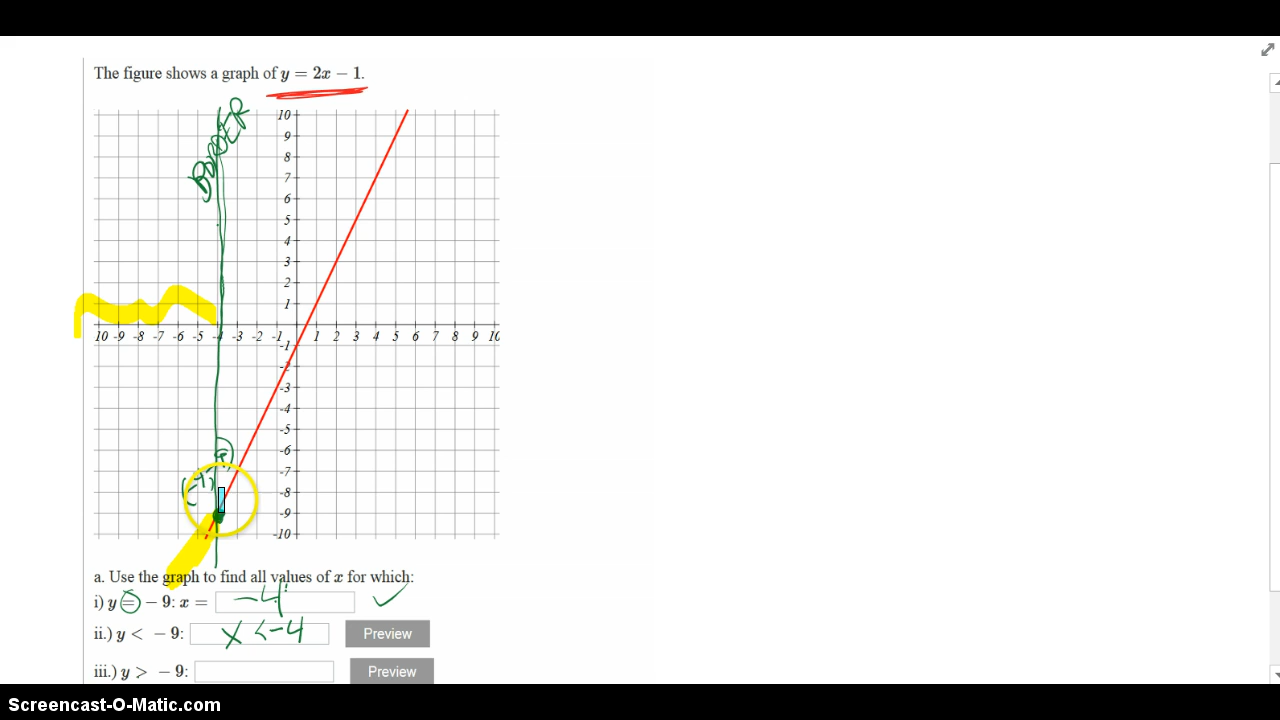 The figure shows a graph of y = 2x − 1.
BORDER
10
9
8
7
6
5
4
3
2
1
10 -9 -8 -7 -6 -5 -4 -3 -2 -1 1 2 3 4 5 6 7 8 9 10
-1
-2
-3
-4
-5
-6
-7
-8
-9
-10
a. Use the graph to find all values of x for which:
i) y = − 9: x = -4 ✓
ii.) y < − 9: x < -4 Preview
iii.) y > − 9: Preview
Screencast-O-Matic.com